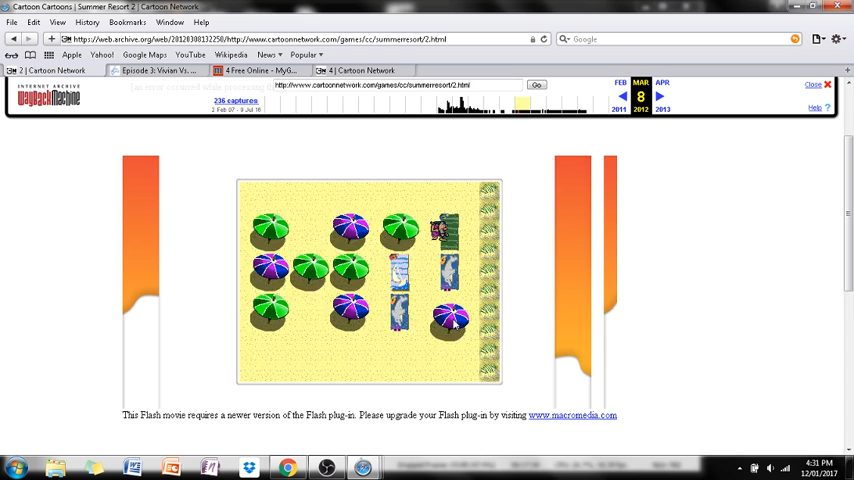 Cartoon Cartoons | Summer Resort 2 | Cartoon Network
File Edit View History Bookmarks Window Help
https://web.archive.org/web/20120308132250/http://www.cartoonnetwork.com/games/cc/summerresort/2.html
Google
Apple Yahoo! Google Maps YouTube Wikipedia News Popular
2 | Cartoon Network
Episode 3: Vivian Vs. ...
4 Free Online - MyG...
4 | Cartoon Network
INTERNET ARCHIVE
WayBackMachine
http://www.cartoonnetwork.com/games/cc/summerresort/2.html
Go
236 captures
2 Feb 07 - 9 Jul 16
FEB MAR APR
8
2011 2012 2013
Close
Help
This Flash movie requires a newer version of the Flash plug-in. Please upgrade your Flash plug-in by visiting www.macromedia.com
4:31 PM
12/01/2017